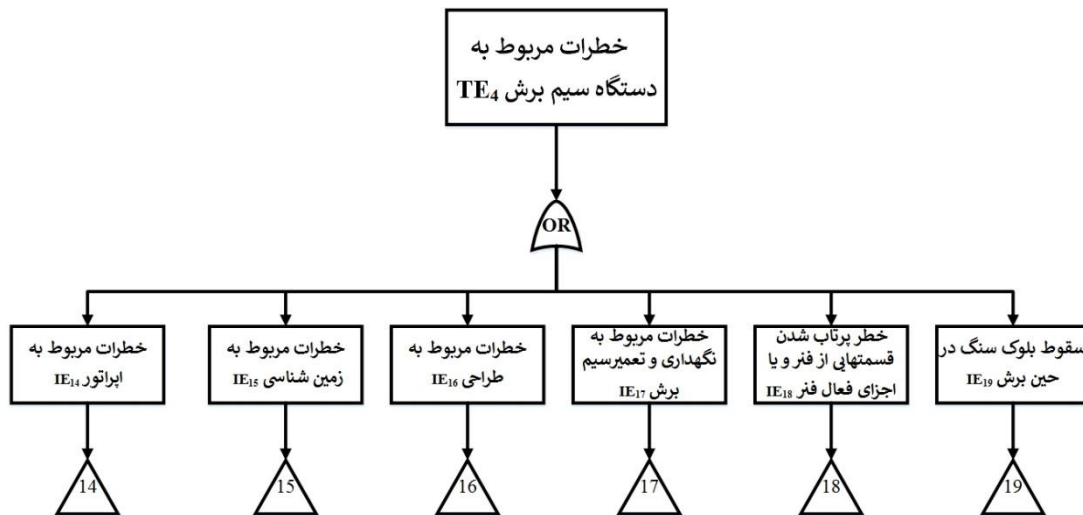 خطرات مربوط به
دستگاه سیم برش TE₄
OR
سقوط بلوک سنگ در
حین برش IE₁₉
خطر پرتاب شدن
قسمتهایی از فنر و یا
اجزای فعال فنر IE₁₈
خطرات مربوط به
نگهداری و تعمیرسیم
برش IE₁₇
خطرات مربوط به
طراحی IE₁₆
خطرات مربوط به
زمین شناسی IE₁₅
خطرات مربوط به
اپراتور IE₁₄
19
18
17
16
15
14